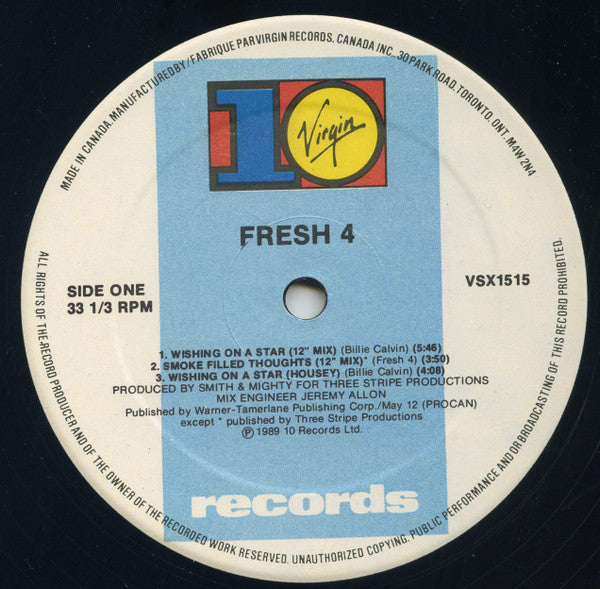 MADE IN CANADA. MANUFACTURED BY/FABRIQUE PAR VIRGIN RECORDS. CANADA INC., 30 PARK ROAD, TORONTO, ONT. M4W 2N4
10
Virgin
FRESH 4
SIDE ONE
33 1/3 RPM
VSX1515
1. WISHING ON A STAR (12" MIX) (Billie Calvin) (5:46)
2. SMOKE FILLED THOUGHTS (12" MIX)* (Fresh 4) (3:50)
3. WISHING ON A STAR (HOUSEY) (Billie Calvin) (4:08)
PRODUCED BY SMITH & MIGHTY FOR THREE STRIPE PRODUCTIONS
MIX ENGINEER JEREMY ALLON
Published by Warner-Tamerlane Publishing Corp./May 12 (PROCAN)
except * published by Three Stripe Productions
℗ 1989 10 Records Ltd.
records
ALL RIGHTS OF THE RECORD PRODUCER AND OF THE OWNER OF THE RECORDED WORK RESERVED. UNAUTHORIZED COPYING, PUBLIC PERFORMANCE AND/OR BROADCASTING OF THIS RECORD PROHIBITED.